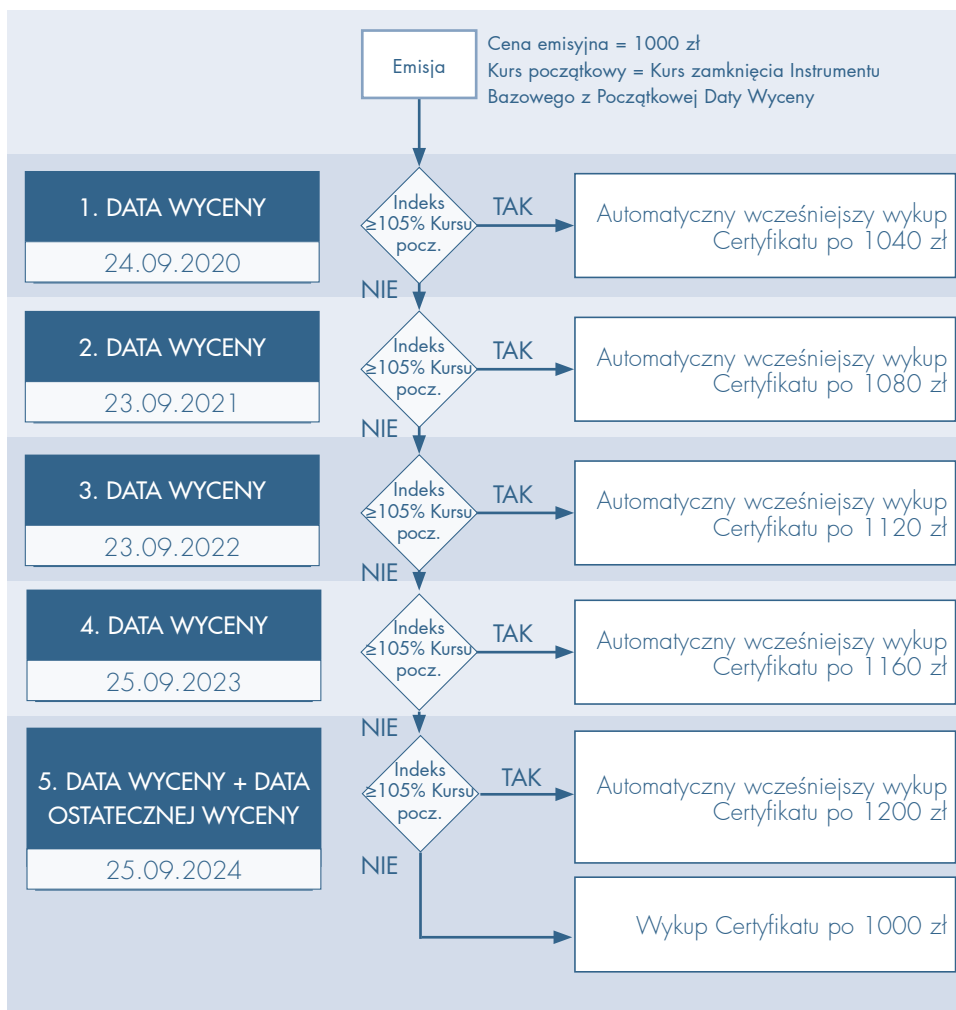 Emisja
Cena emisyjna = 1000 zł
Kurs początkowy = Kurs zamknięcia Instrumentu
Bazowego z Początkowej Daty Wyceny
1. DATA WYCENY
24.09.2020
Indeks
≥105% Kursu
pocz.
TAK
Automatyczny wcześniejszy wykup
Certyfikatu po 1040 zł
NIE
2. DATA WYCENY
23.09.2021
Indeks
≥105% Kursu
pocz.
TAK
Automatyczny wcześniejszy wykup
Certyfikatu po 1080 zł
NIE
3. DATA WYCENY
23.09.2022
Indeks
≥105% Kursu
pocz.
TAK
Automatyczny wcześniejszy wykup
Certyfikatu po 1120 zł
NIE
4. DATA WYCENY
25.09.2023
Indeks
≥105% Kursu
pocz.
TAK
Automatyczny wcześniejszy wykup
Certyfikatu po 1160 zł
NIE
5. DATA WYCENY + DATA
OSTATECZNEJ WYCENY
25.09.2024
Indeks
≥105% Kursu
pocz.
TAK
Automatyczny wcześniejszy wykup
Certyfikatu po 1200 zł
NIE
Wykup Certyfikatu po 1000 zł